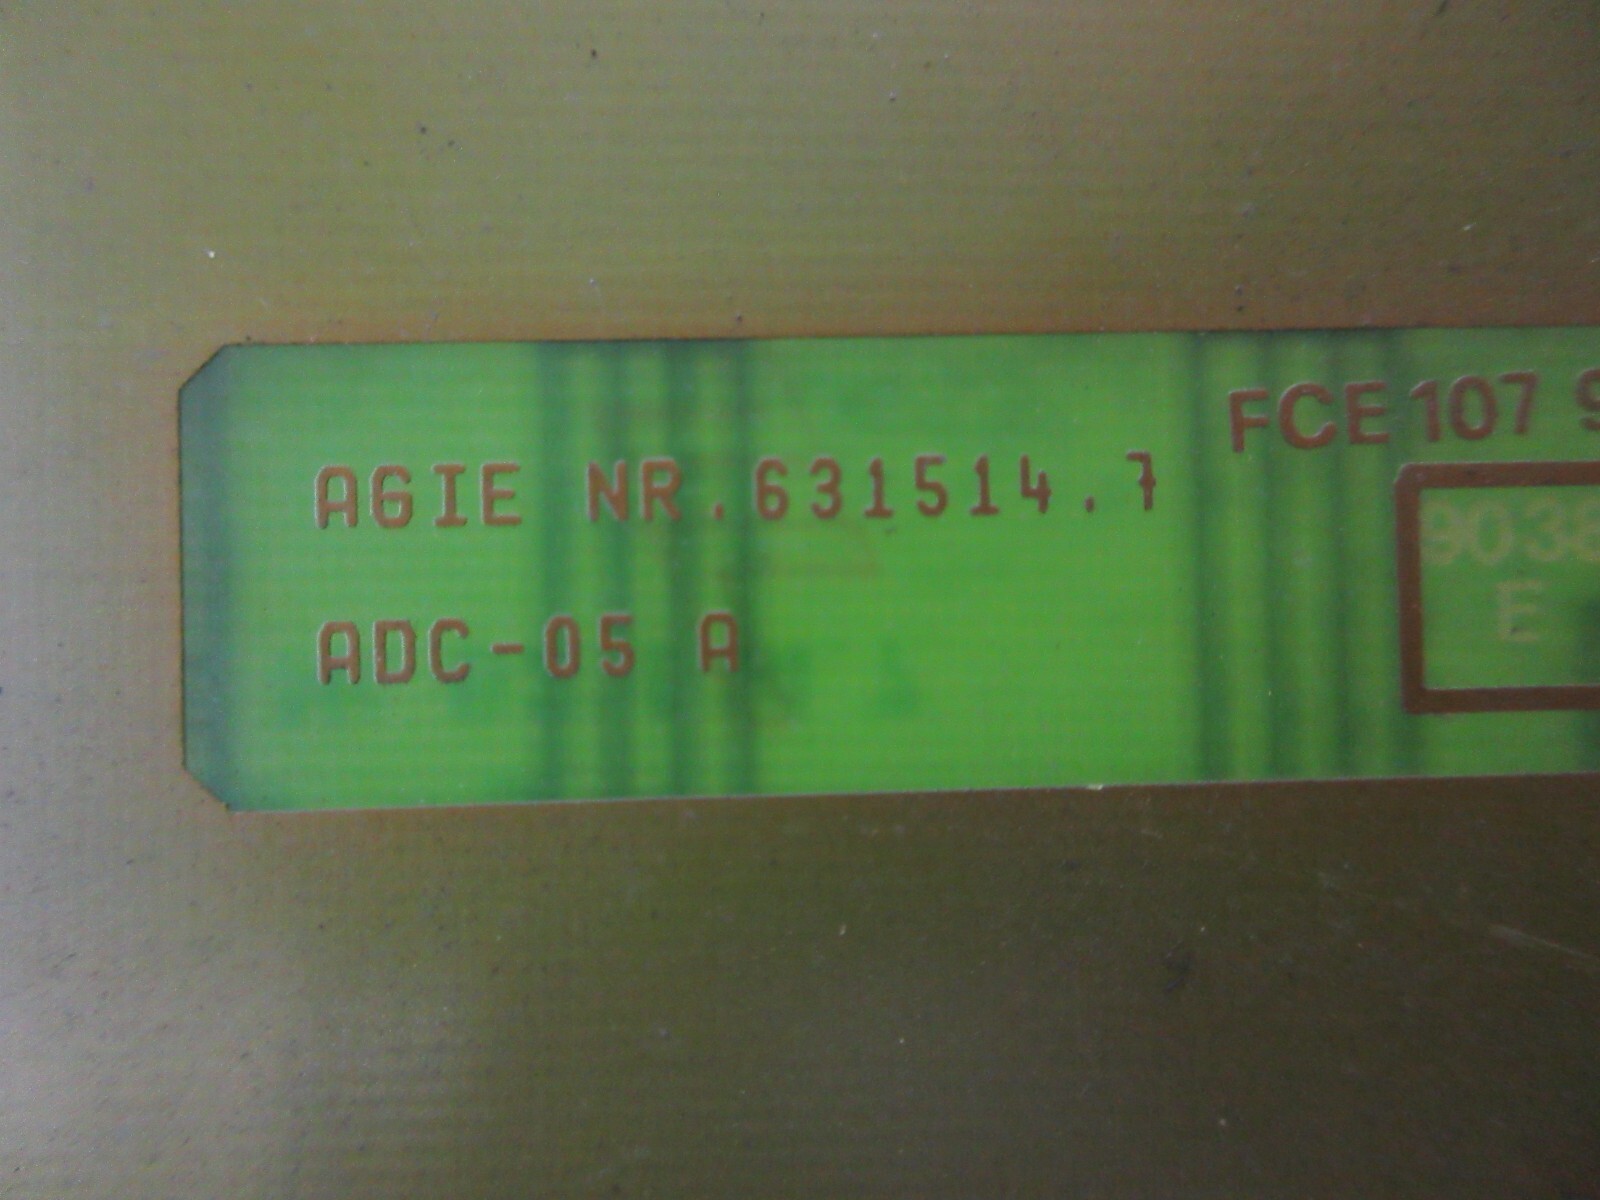 AGIE NR.631514.7
ADC-05 A
FCE 107
E